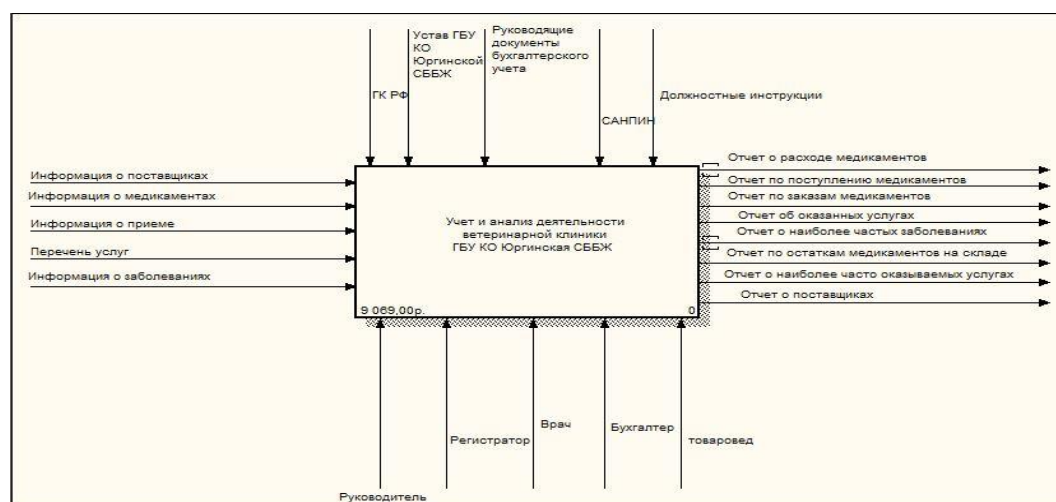 Устав ГБУ
КО
Юргинской
СББЖ
Руководящие
документы
бухгалтерского
учета
ГК РФ
Должностные инструкции
САНПИН
Информация о поставщиках
Информация о медикаментах
Информация о приеме
Перечень услуг
Информация о заболеваниях
Учет и анализ деятельности
ветеринарной клиники
ГБУ КО Юргинская СББЖ
9 069,00р.
0
Отчет о расходе медикаментов
Отчет по поступлению медикаментов
Отчет по заказам медикаментов
Отчет об оказанных услугах
Отчет о наиболее частых заболеваниях
Отчет по остаткам медикаментов на складе
Отчет о наиболее часто оказываемых услугах
Отчет о поставщиках
Руководитель
Регистратор
Врач
Бухгалтер
товаровед